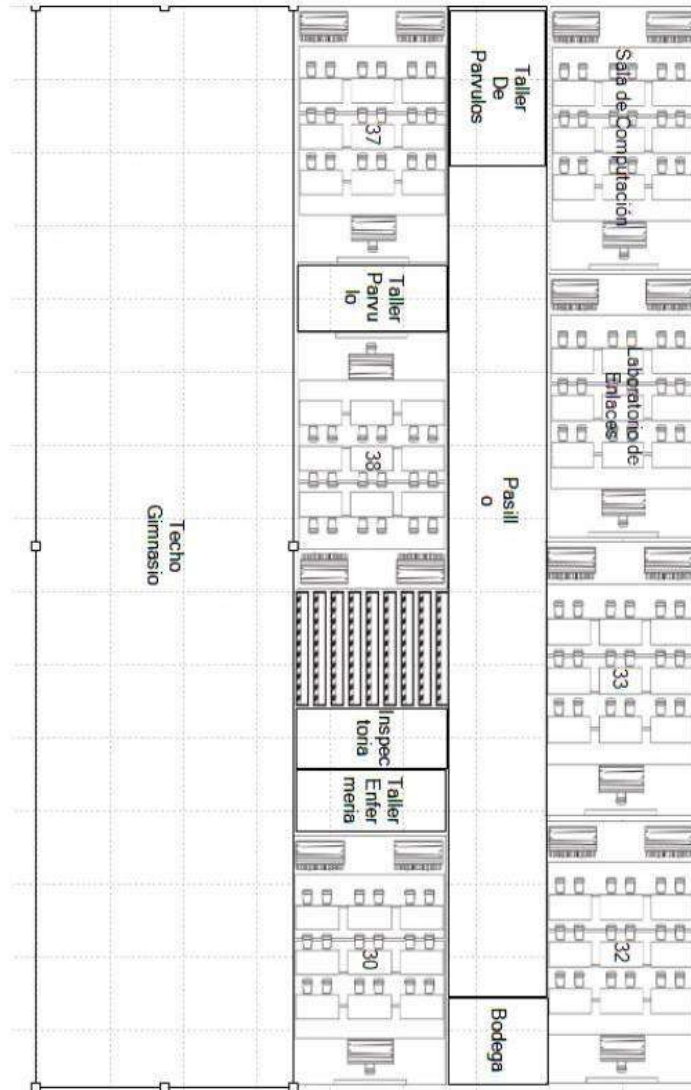 Taller
De
Parvulos
Sala de Computación
37
Taller
Parvu
lo
Laboratorio de
Enlaces
38
Pasill
o
Techo
Gimnasio
33
Inspec
toria
Taller
Enfer
meria
30
32
Bodega